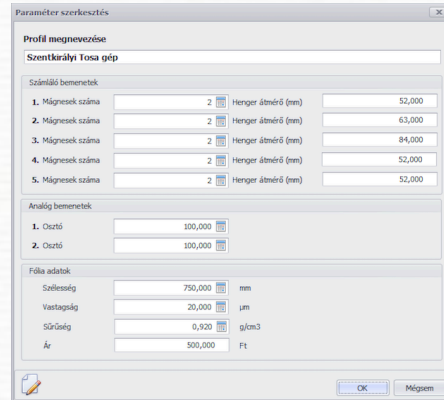 Paraméter szerkesztés
Profil megnevezése
Szentkirályi Tosa gép
Számláló bemenetek
1. Mágnesek száma 2 Henger átmérő (mm) 52,000
2. Mágnesek száma 2 Henger átmérő (mm) 63,000
3. Mágnesek száma 2 Henger átmérő (mm) 84,000
4. Mágnesek száma 2 Henger átmérő (mm) 52,000
5. Mágnesek száma 2 Henger átmérő (mm) 52,000
Analóg bemenetek
1. Osztó 100,000
2. Osztó 100,000
Fólia adatok
Szélesség 750,000 mm
Vastagság 20,000 µm
Sűrűség 0,920 g/cm3
Ár 500,000 Ft
OK Mégsem